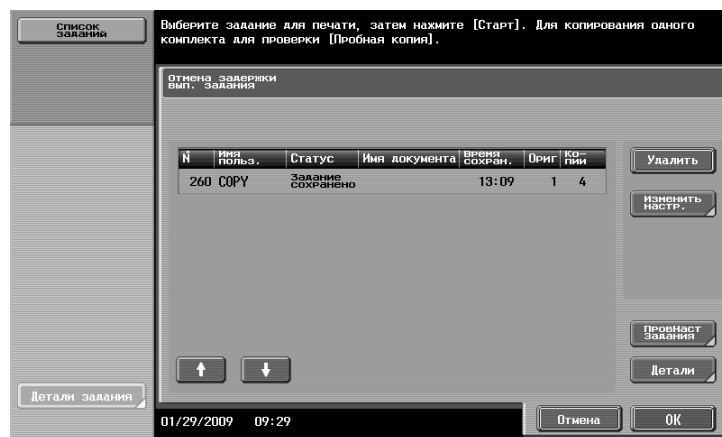 Список
заданий
Выберите задание для печати, затем нажмите [Старт]. Для копирования одного
комплекта для проверки [Пробная копия].
Отмена задержки
вып. задания
N Имя польз. Статус Имя документа Время сохран. Ориг Ко-пии
260 COPY Задание сохранено 13:09 1 4
Удалить
Изменить
настр.
ПровНаст
Задания
Детали
Детали задания
01/29/2009 09:29
Отмена
OK